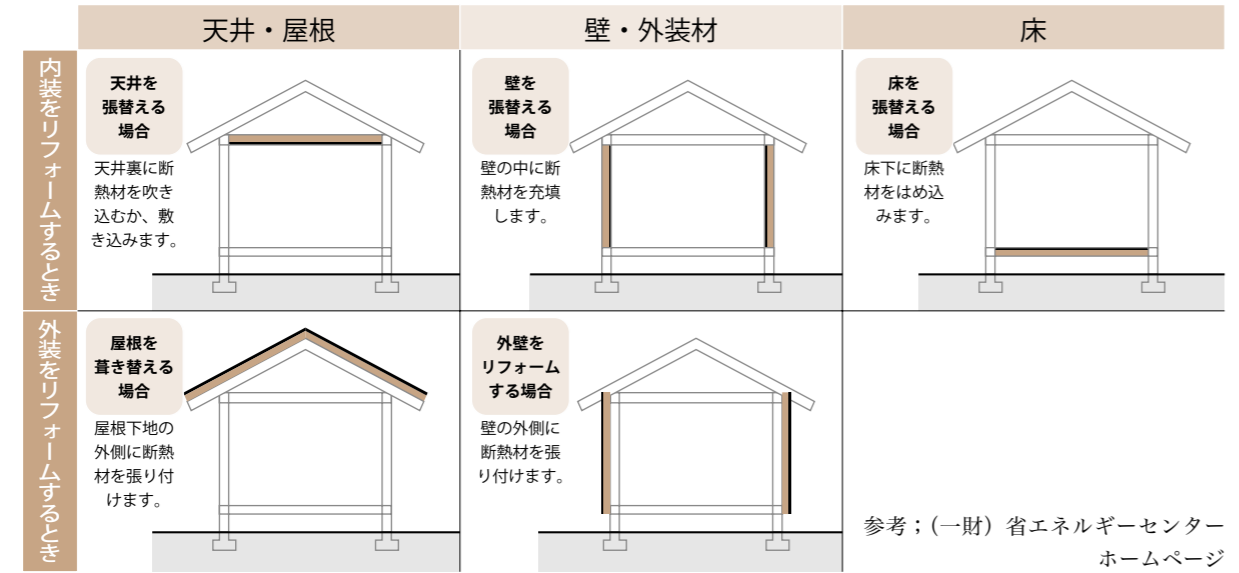 天井・屋根
壁・外装材
床
内装をリフォームするとき
天井を
張替える
場合
天井裏に断
熱材を吹き
込むか、敷
き込みます。
壁を
張替える
場合
壁の中に断
熱材を充填
します。
床を
張替える
場合
床下に断熱
材をはめ込
みます。
外装をリフォームするとき
屋根を
葺き替える
場合
屋根下地の
外側に断熱
材を張り付
けます。
外壁を
リフォーム
する場合
壁の外側に
断熱材を張
り付けます。
参考；（一財）省エネルギーセンター
ホームページ